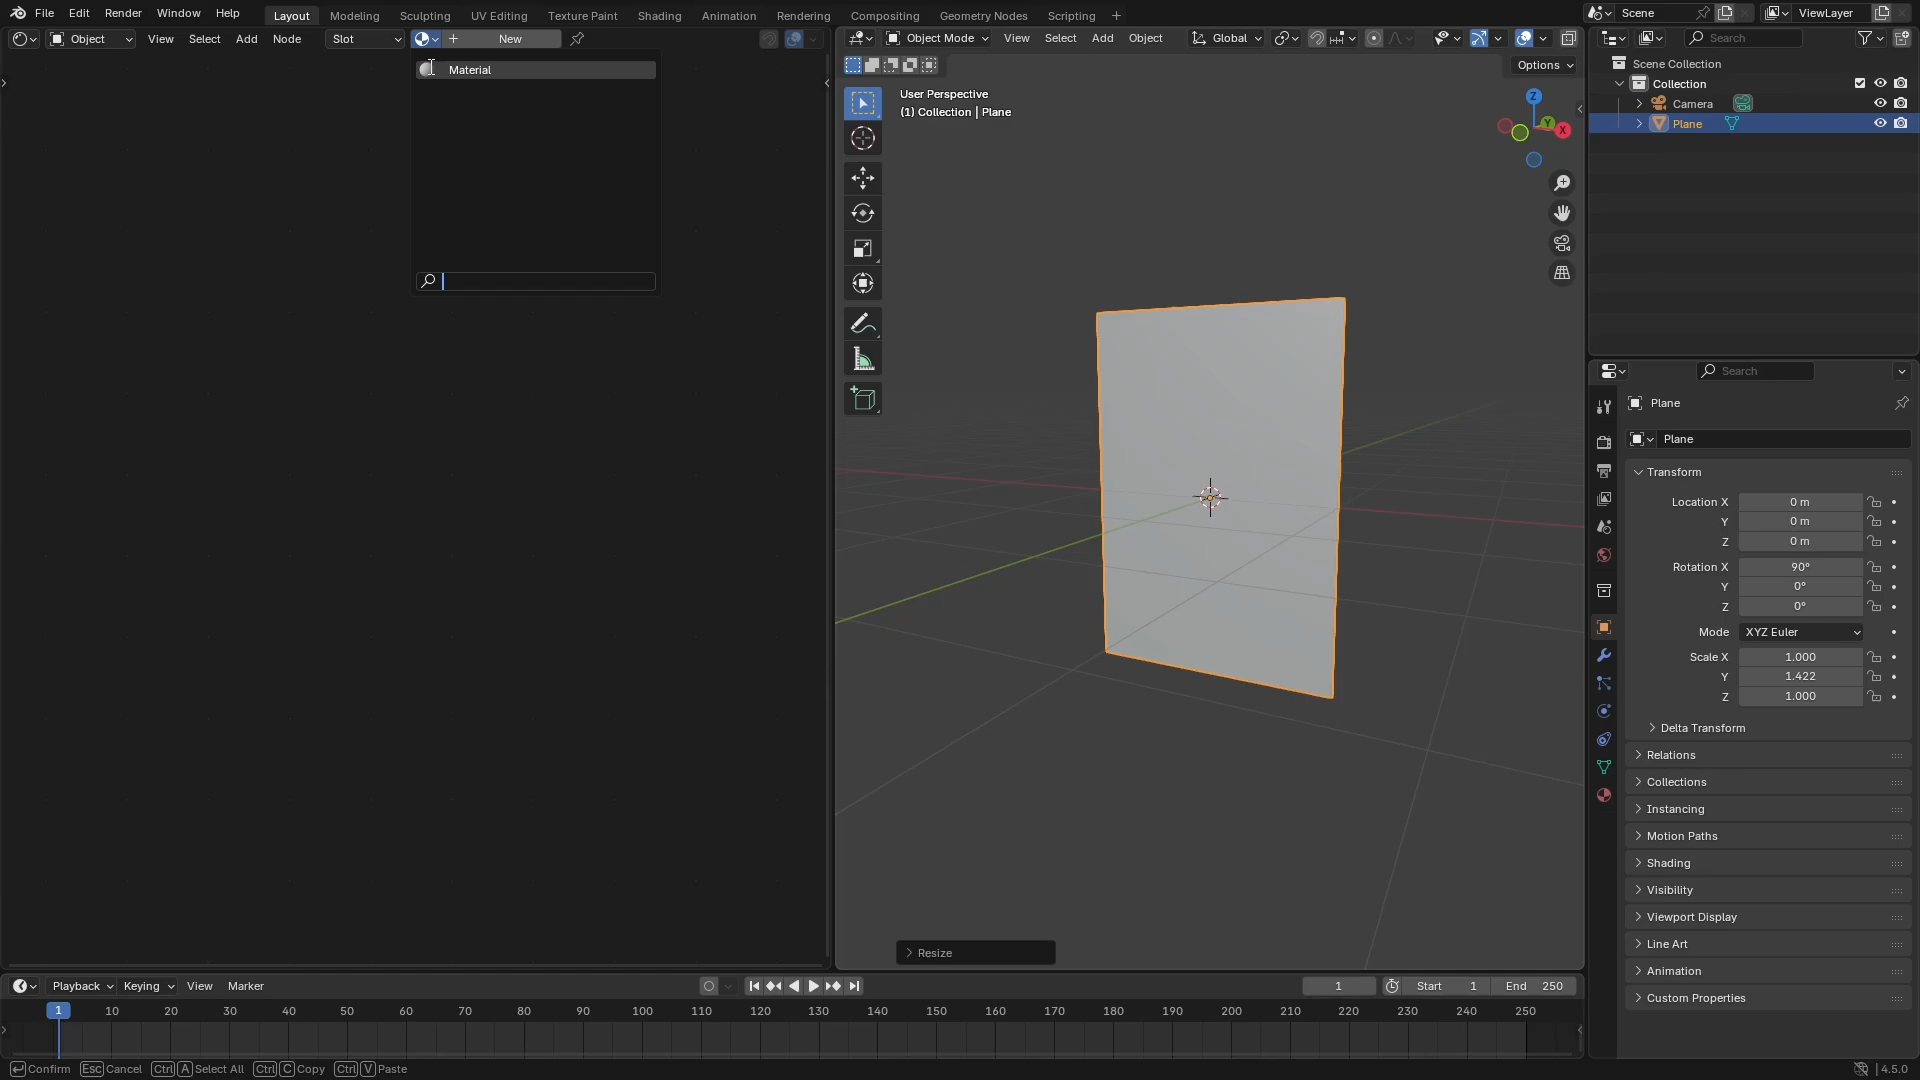 File Edit Render Window Help Layout Modeling Sculpting UV Editing Texture Paint Shading Animation Rendering Compositing Geometry Nodes Scripting + Scene ViewLayer
Object View Select Add Node Slot + New
Material
Object Mode View Select Add Object Global
Options
User Perspective
(1) Collection | Plane
Z
Y
X
Resize
Search
Scene Collection
Collection
Camera
Plane
Search
Plane
Plane
Transform
Location X 0 m
Y 0 m
Z 0 m
Rotation X 90°
Y 0°
Z 0°
Mode XYZ Euler
Scale X 1.000
Y 1.422
Z 1.000
Delta Transform
Relations
Collections
Instancing
Motion Paths
Shading
Visibility
Viewport Display
Line Art
Animation
Custom Properties
Playback Keying View Marker 1 Start 1 End 250
1 10 20 30 40 50 60 70 80 90 100 110 120 130 140 150 160 170 180 190 200 210 220 230 240 250
Confirm Esc Cancel Ctrl A Select All Ctrl C Copy Ctrl V Paste 4.5.0